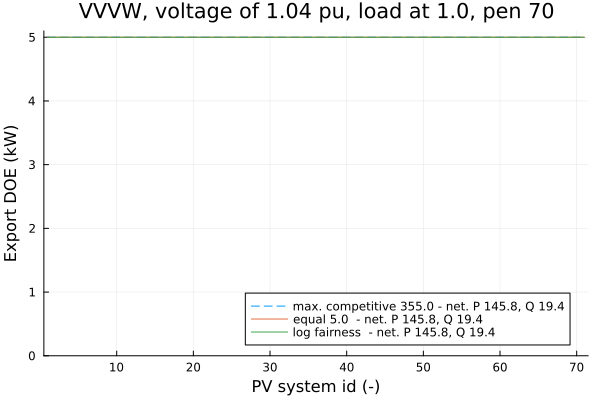 VVVW, voltage of 1.04 pu, load at 1.0, pen 70
Export DOE (kW)
5
4
3
2
1
0
max. competitive 355.0 - net. P 145.8, Q 19.4
equal 5.0  - net. P 145.8, Q 19.4
log fairness  - net. P 145.8, Q 19.4
10 20 30 40 50 60 70
PV system id (-)